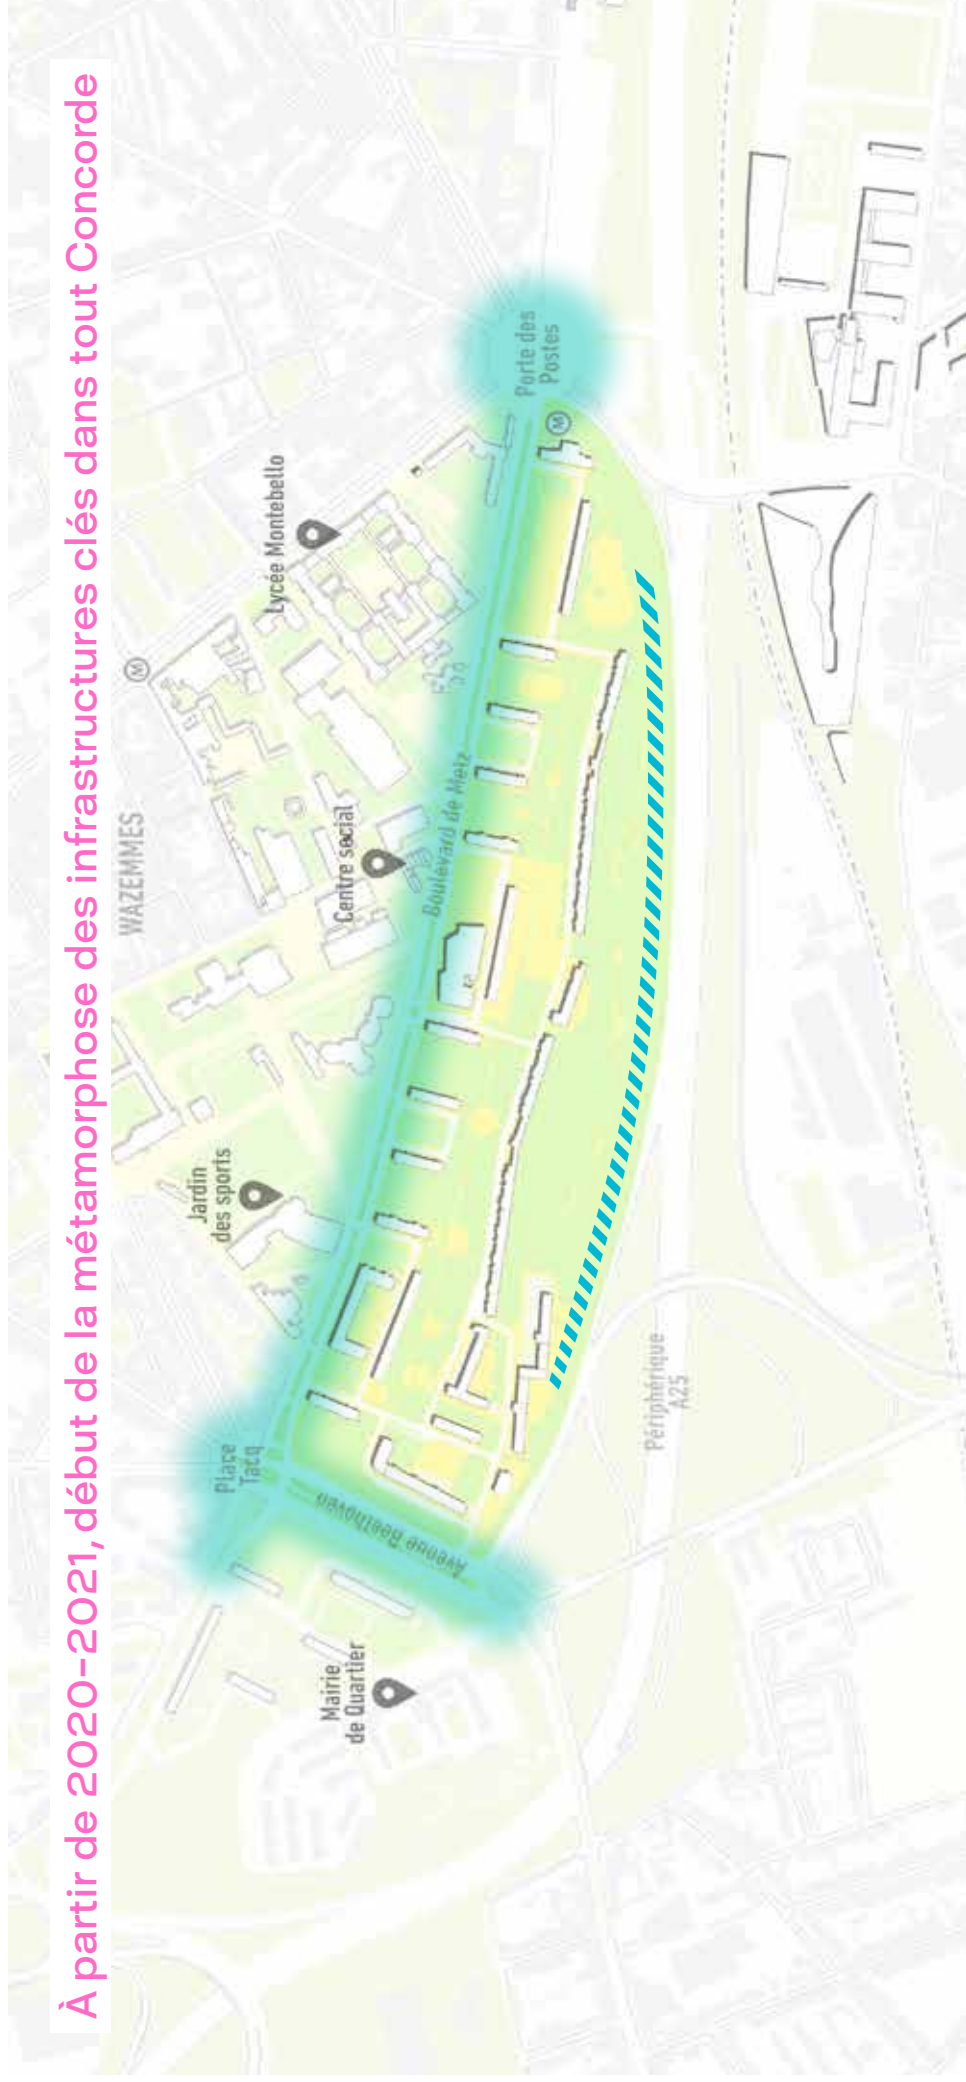 À partir de 2020-2021, début de la métamorphose des infrastructures clés dans tout Concorde
WAZEMMES
M
Lycée Montebello
Jardin
des sports
Centre social
Place
Tacq
Boulevard de Metz
Porte des
Postes
M
Avenue Beethoven
Mairie
de Quartier
Périphérique
A25